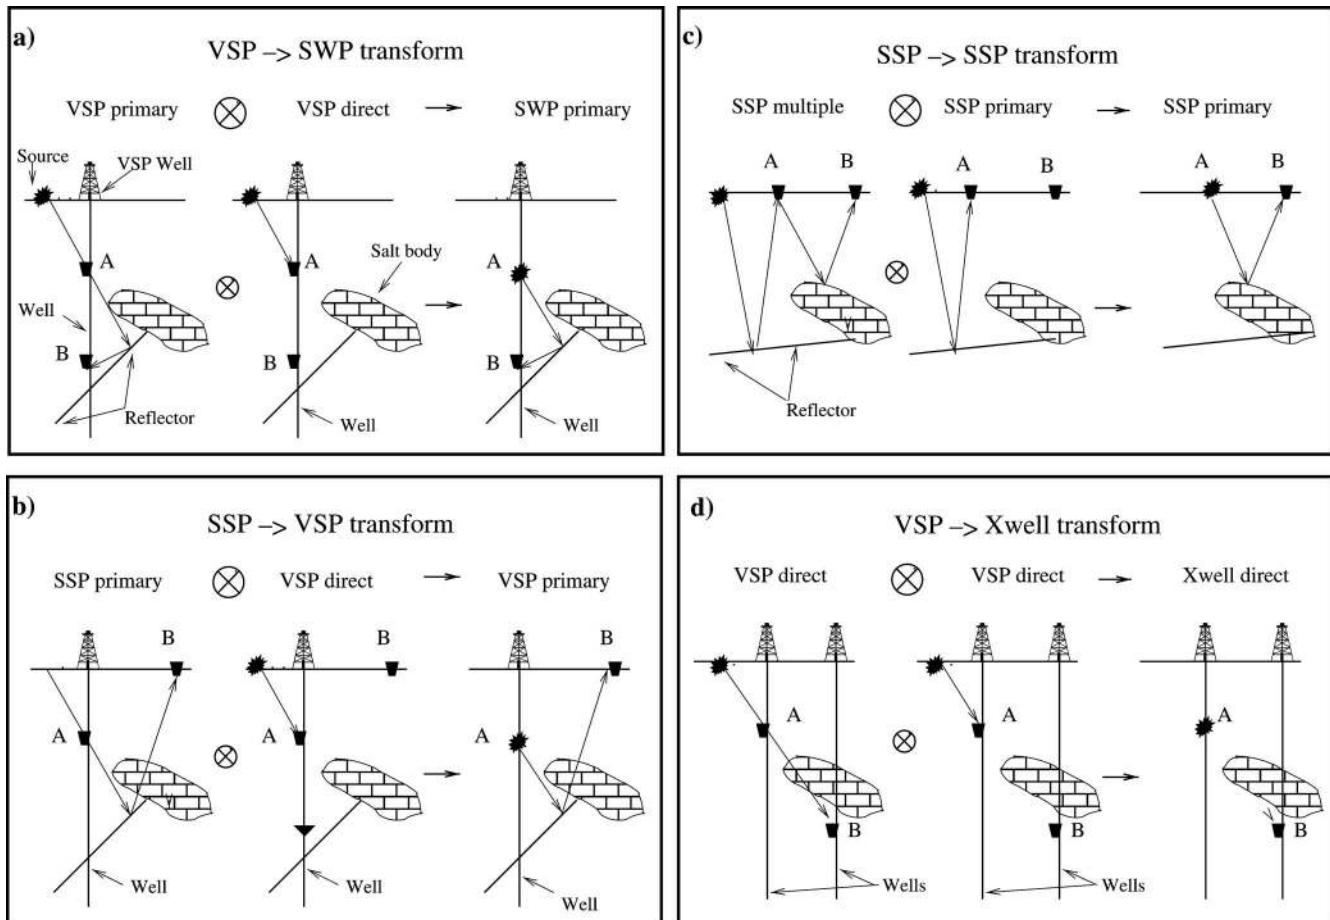 a)
VSP –> SWP transform
VSP primary ⊗ VSP direct → SWP primary
Source
VSP Well
A
A
A
Salt body
⊗
Well
B
B
B
Reflector
Well
Well
c)
SSP –> SSP transform
SSP multiple ⊗ SSP primary → SSP primary
A B A B A B
⊗
Reflector
b)
SSP –> VSP transform
SSP primary ⊗ VSP direct → VSP primary
B B B
A A A
⊗
Well
Well
Well
d)
VSP –> Xwell transform
VSP direct ⊗ VSP direct → Xwell direct
A A A
⊗
B B B
Wells
Wells